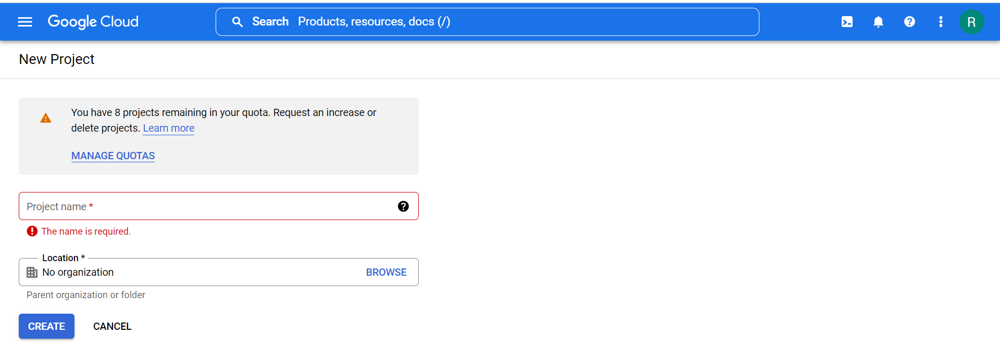 Google Cloud
Search Products, resources, docs (/)
R
New Project
You have 8 projects remaining in your quota. Request an increase or
delete projects. Learn more
MANAGE QUOTAS
Project name *
The name is required.
Location *
No organization
BROWSE
Parent organization or folder
CREATE
CANCEL